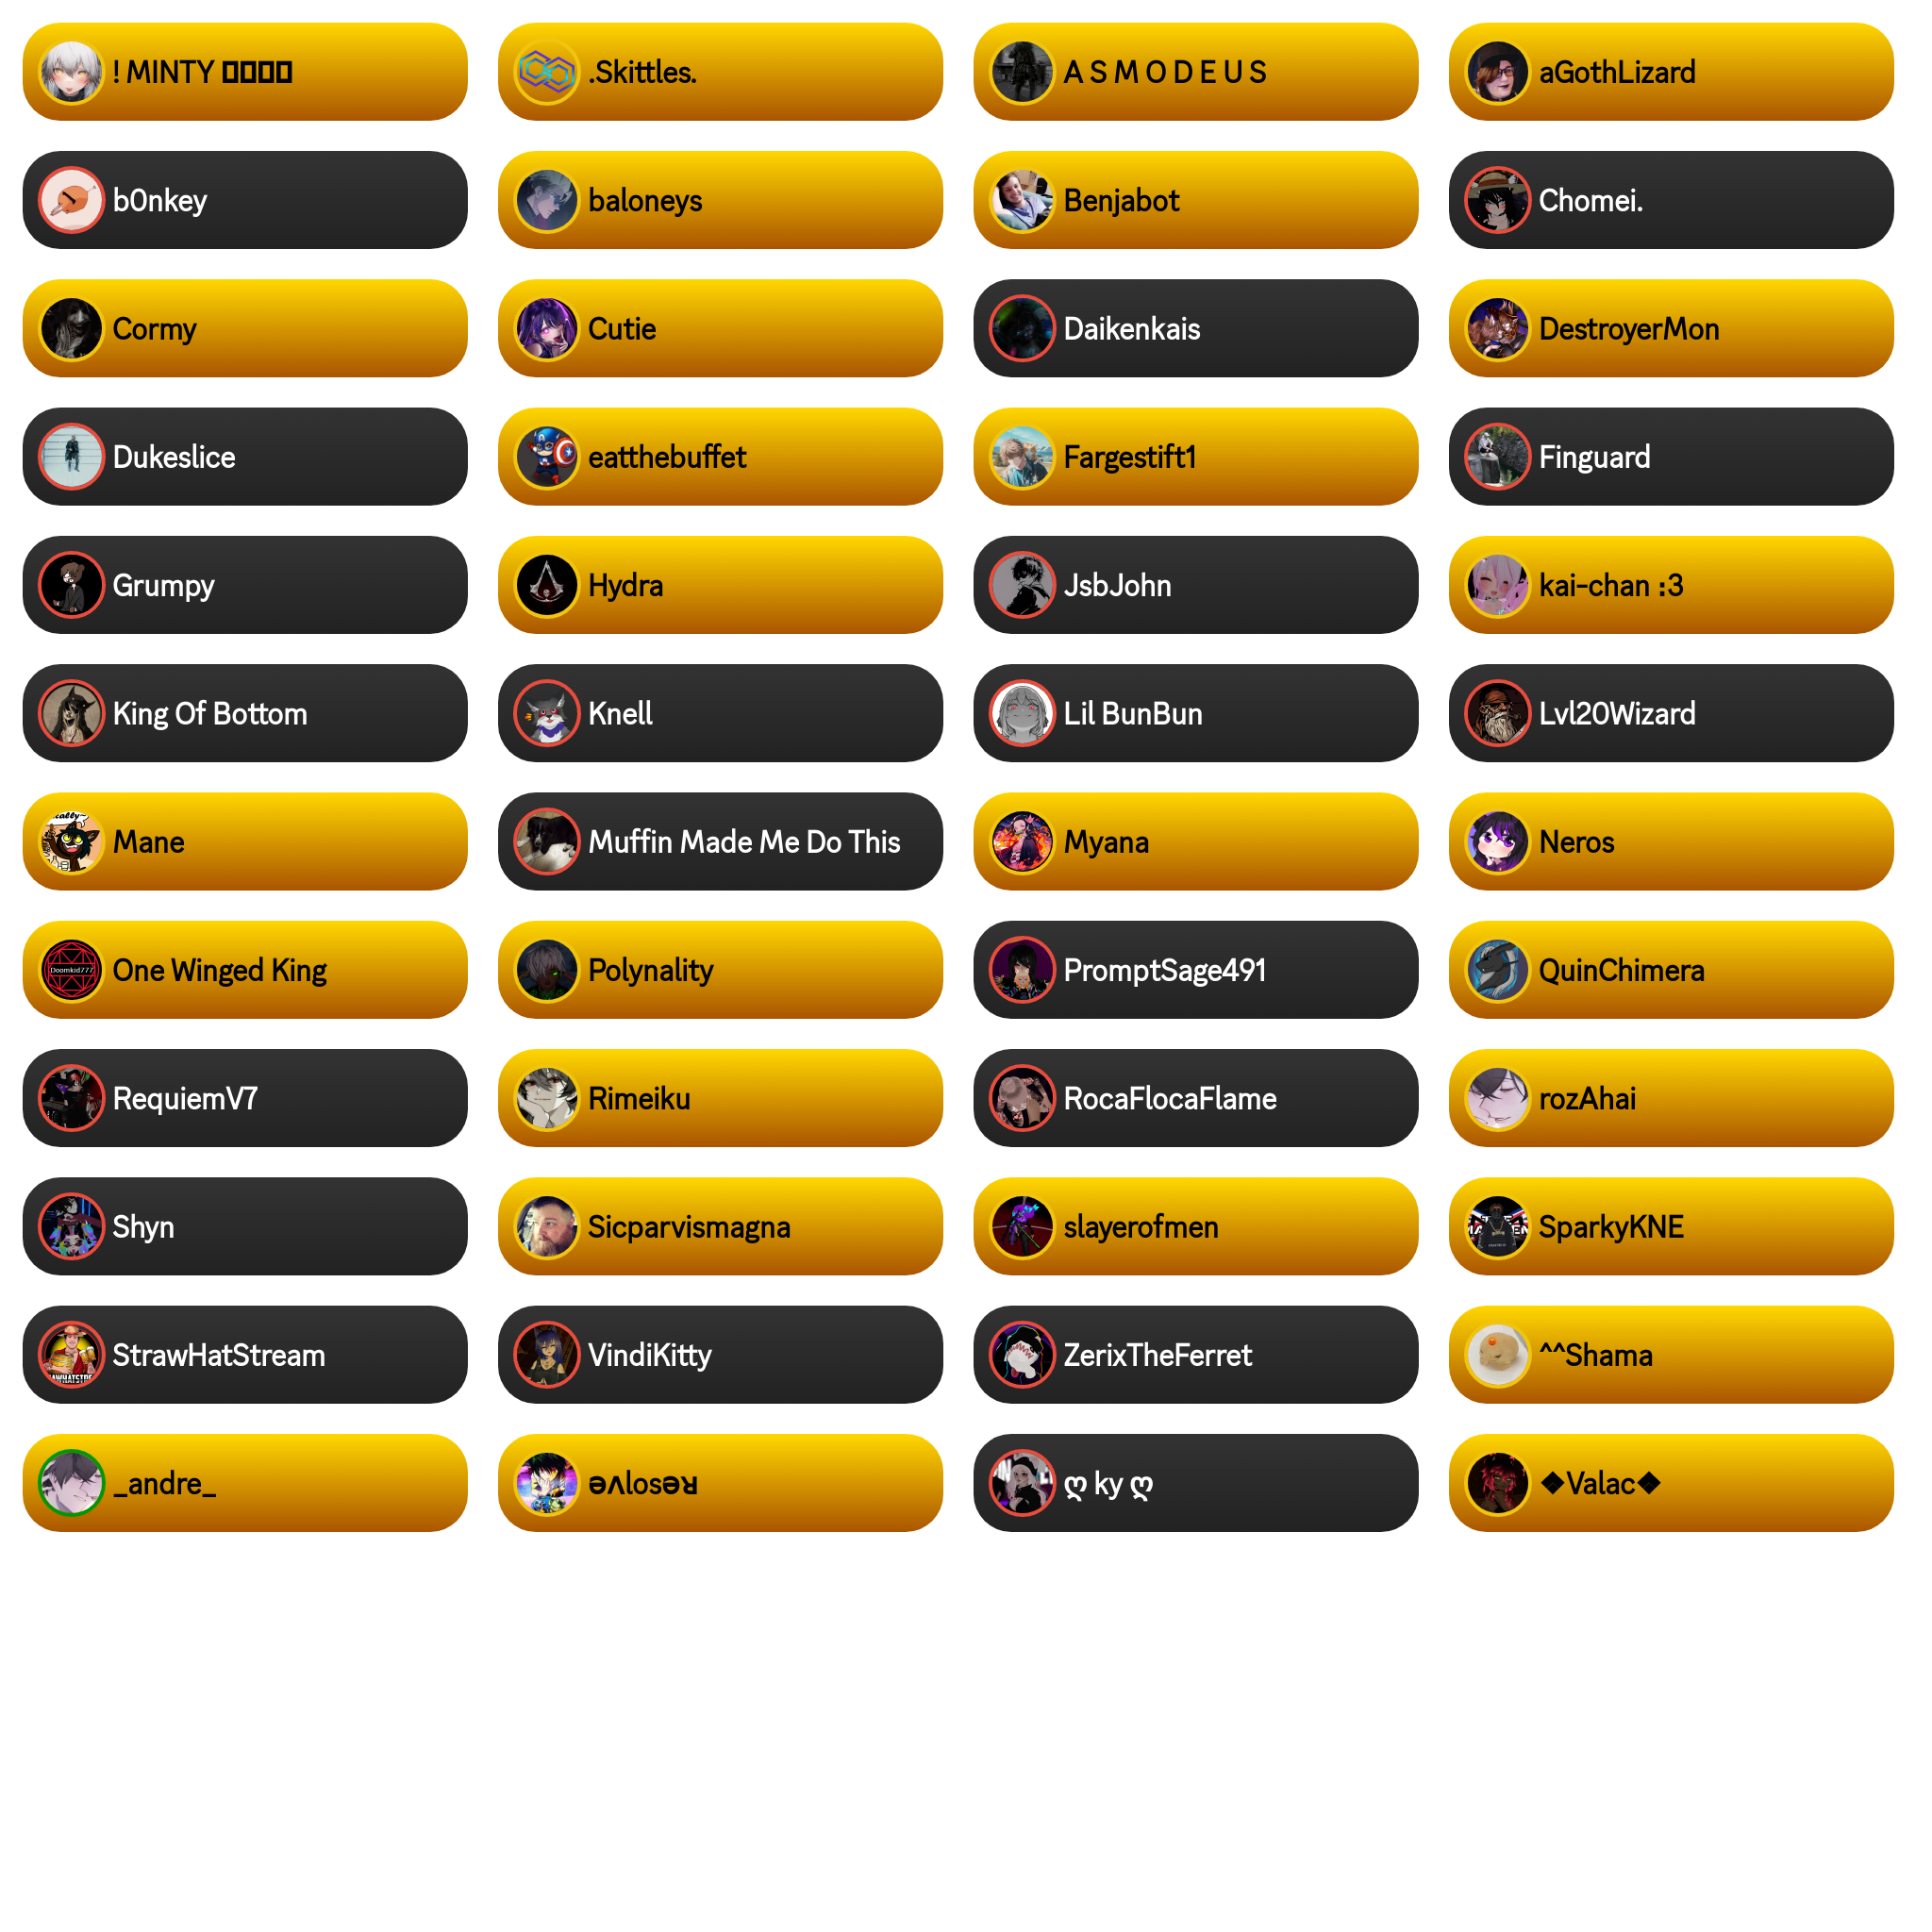 ! MINTY
.Skittles.
A S M O D E U S
aGothLizard
b0nkey
baloneys
Benjabot
Chomei.
Cormy
Cutie
Daikenkais
DestroyerMon
Dukeslice
eatthebuffet
Fargestift1
Finguard
Grumpy
Hydra
JsbJohn
kai-chan :3
King Of Bottom
Knell
Lil BunBun
Lvl20Wizard
Mane
Muffin Made Me Do This
Myana
Neros
Doomkid777
One Winged King
Polynality
PromptSage491
QuinChimera
RequiemV7
Rimeiku
RocaFlocaFlame
rozAhai
Shyn
Sicparvismagna
slayerofmen
SparkyKNE
StrawHatStream
VindiKitty
ZerixTheFerret
^^Shama
_andre_
ǝʌlosǝᴚ
ღ ky ღ
❖Valac❖